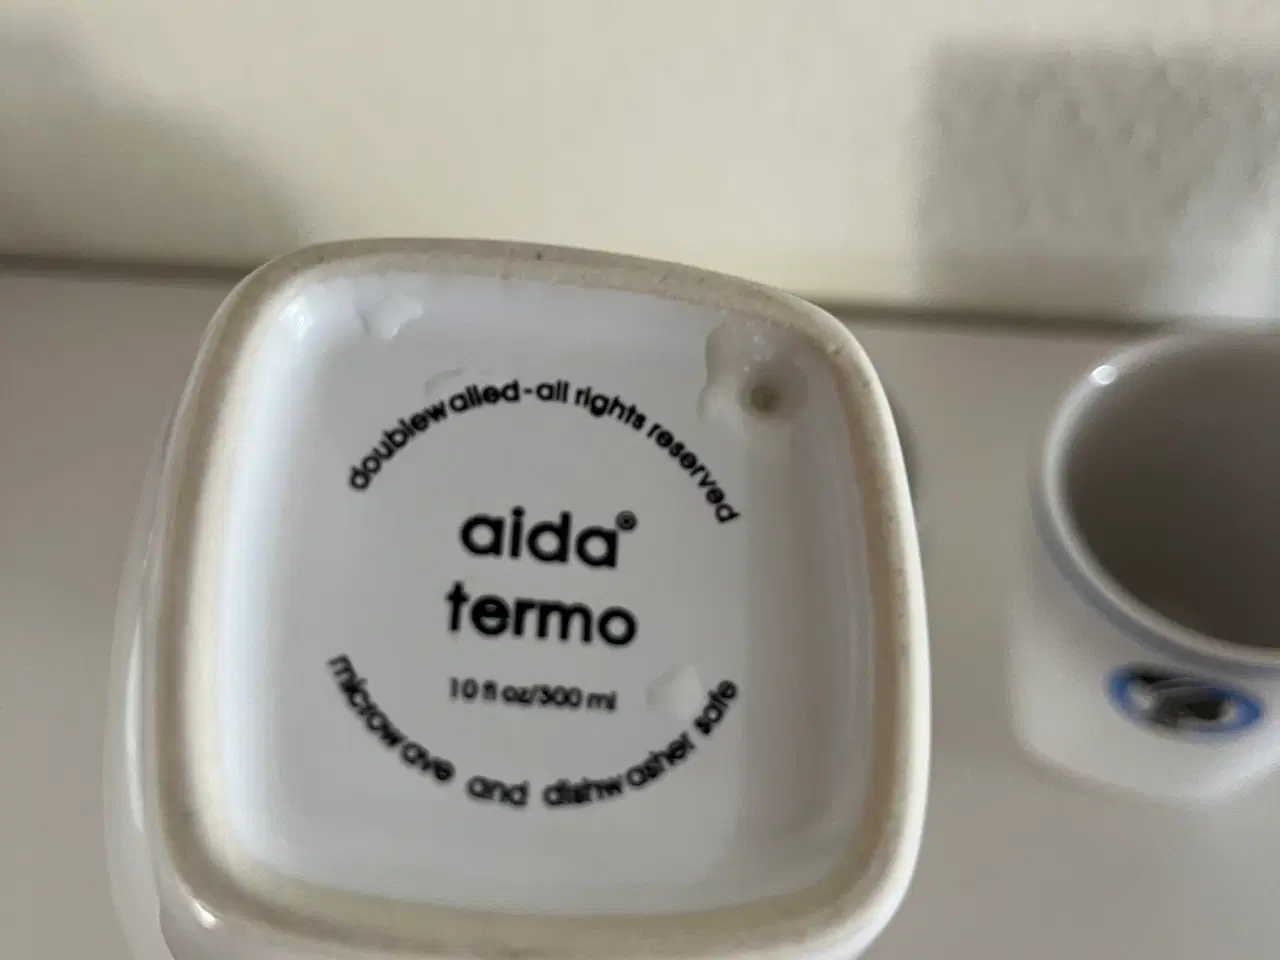 doublewalled-all rights reserved
aida®
termo
10 fl oz/300 ml
microwave and dishwasher safe